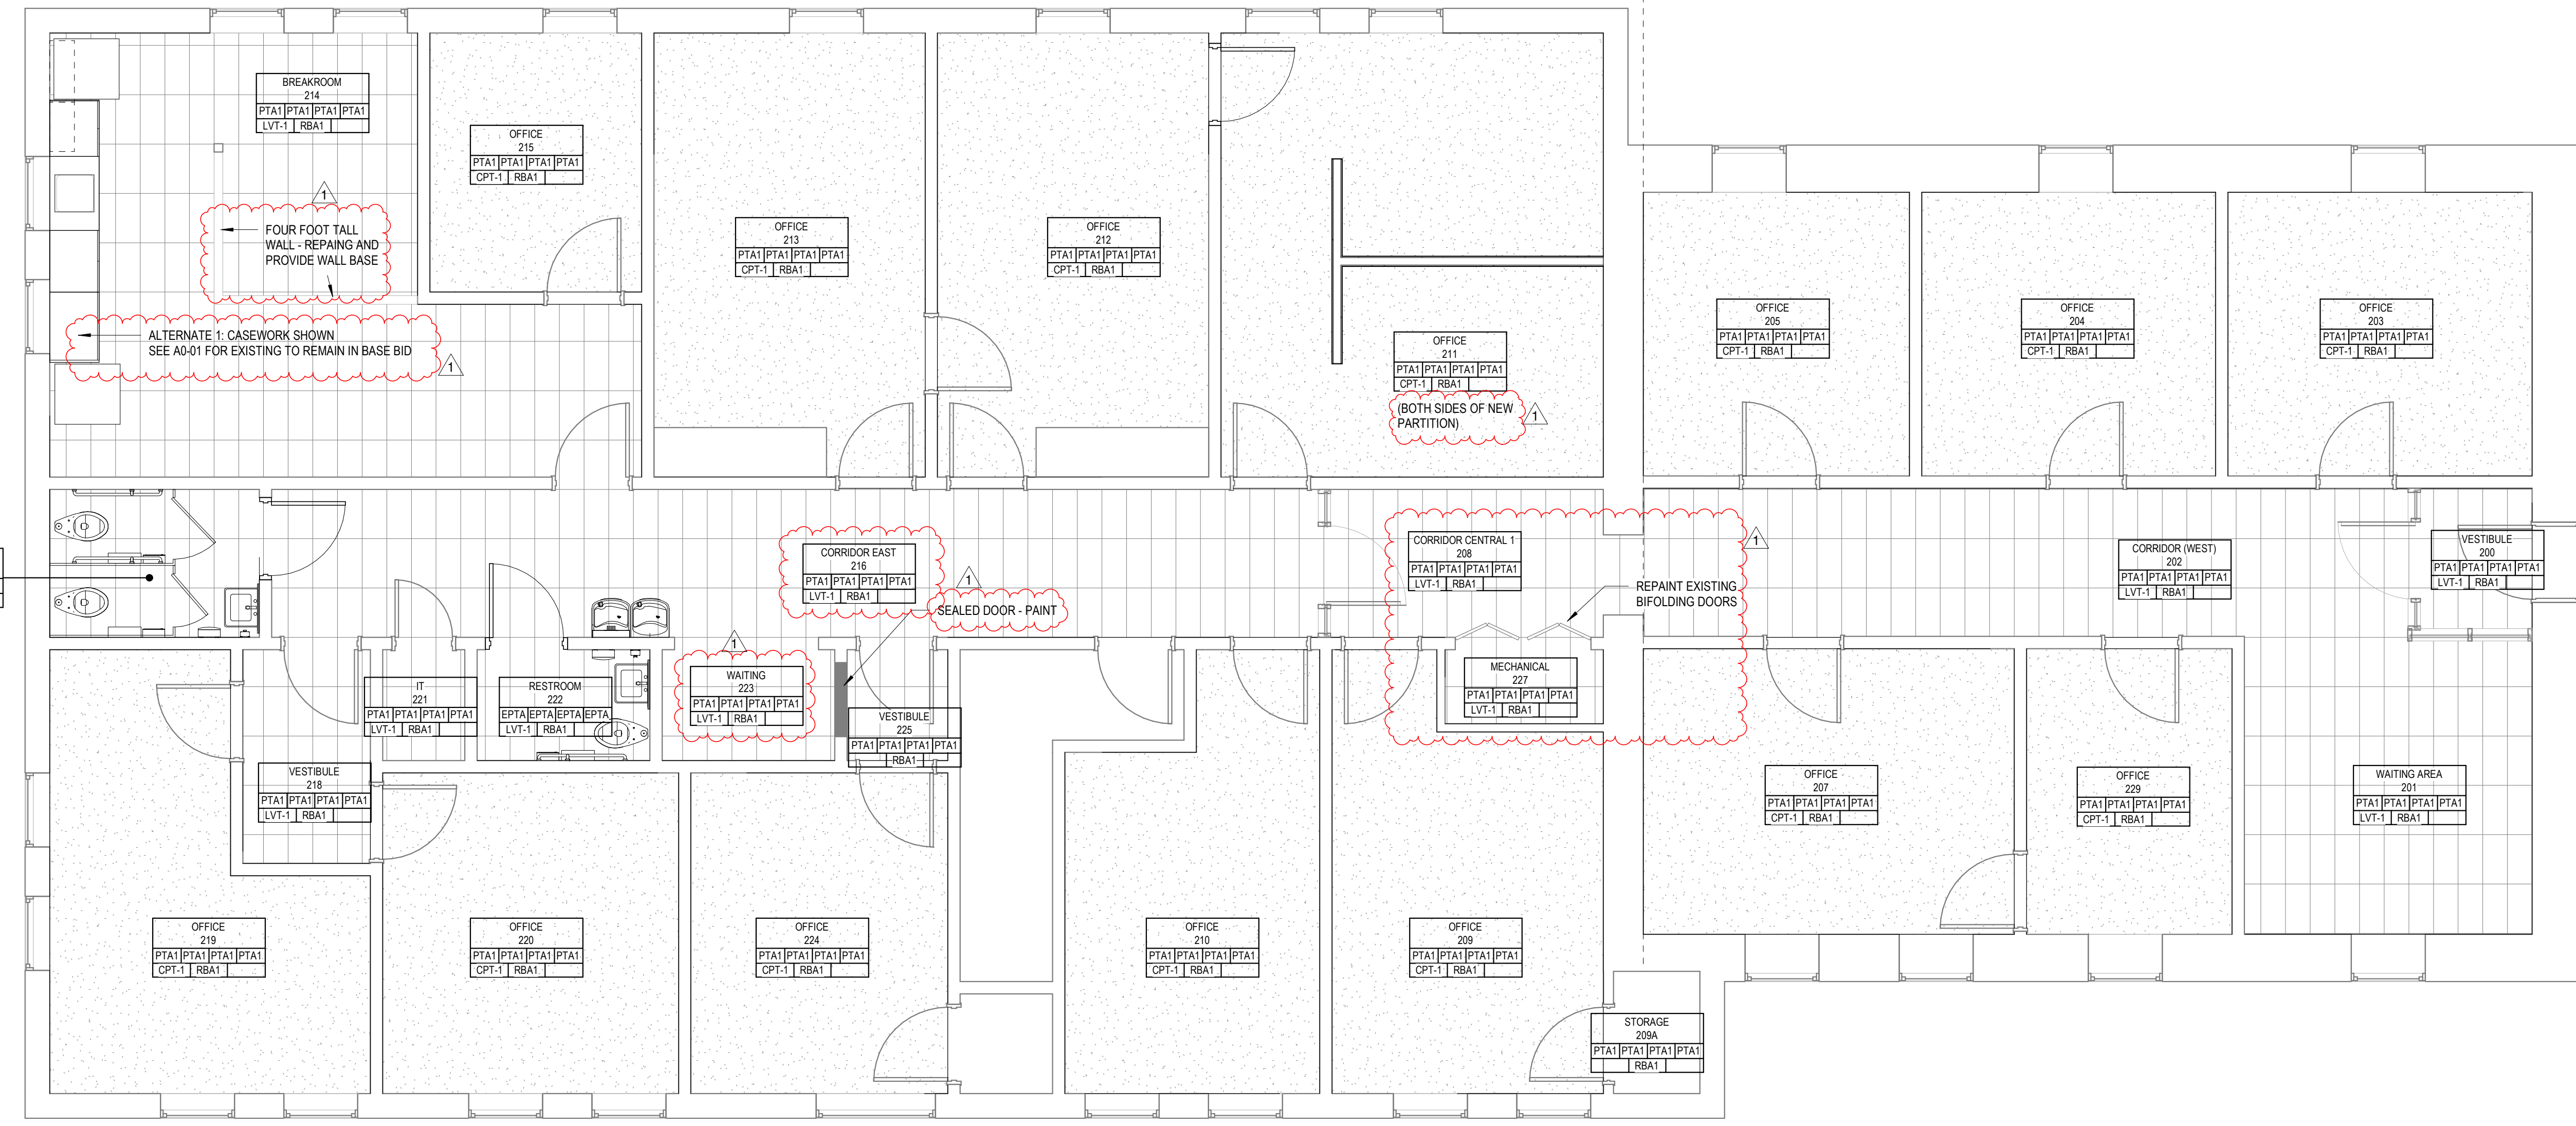 BREAKROOM
214
PTA1 PTA1 PTA1 PTA1
LVT-1 RBA1
OFFICE
215
PTA1 PTA1 PTA1 PTA1
CPT-1 RBA1
1
FOUR FOOT TALL
WALL - REPAING AND
PROVIDE WALL BASE
OFFICE
213
PTA1 PTA1 PTA1 PTA1
CPT-1 RBA1
OFFICE
212
PTA1 PTA1 PTA1 PTA1
CPT-1 RBA1
ALTERNATE 1: CASEWORK SHOWN
SEE A0-01 FOR EXISTING TO REMAIN IN BASE BID
1
OFFICE
211
PTA1 PTA1 PTA1 PTA1
CPT-1 RBA1
(BOTH SIDES OF NEW
PARTITION)
1
OFFICE
205
PTA1 PTA1 PTA1 PTA1
CPT-1 RBA1
OFFICE
204
PTA1 PTA1 PTA1 PTA1
CPT-1 RBA1
OFFICE
203
PTA1 PTA1 PTA1 PTA1
CPT-1 RBA1
CORRIDOR EAST
216
PTA1 PTA1 PTA1 PTA1
LVT-1 RBA1
1
SEALED DOOR - PAINT
CORRIDOR CENTRAL 1
208
PTA1 PTA1 PTA1 PTA1
LVT-1 RBA1
1
REPAINT EXISTING
BIFOLDING DOORS
CORRIDOR (WEST)
202
PTA1 PTA1 PTA1 PTA1
LVT-1 RBA1
VESTIBULE
200
PTA1 PTA1 PTA1 PTA1
LVT-1 RBA1
IT
221
PTA1 PTA1 PTA1 PTA1
LVT-1 RBA1
RESTROOM
222
EPTA EPTA EPTA EPTA
LVT-1 RBA1
1
WAITING
223
PTA1 PTA1 PTA1 PTA1
LVT-1 RBA1
VESTIBULE
225
PTA1 PTA1 PTA1 PTA1
RBA1
MECHANICAL
227
PTA1 PTA1 PTA1 PTA1
LVT-1 RBA1
VESTIBULE
218
PTA1 PTA1 PTA1 PTA1
LVT-1 RBA1
OFFICE
207
PTA1 PTA1 PTA1 PTA1
CPT-1 RBA1
OFFICE
229
PTA1 PTA1 PTA1 PTA1
CPT-1 RBA1
WAITING AREA
201
PTA1 PTA1 PTA1 PTA1
LVT-1 RBA1
OFFICE
219
PTA1 PTA1 PTA1 PTA1
CPT-1 RBA1
OFFICE
220
PTA1 PTA1 PTA1 PTA1
CPT-1 RBA1
OFFICE
224
PTA1 PTA1 PTA1 PTA1
CPT-1 RBA1
OFFICE
210
PTA1 PTA1 PTA1 PTA1
CPT-1 RBA1
OFFICE
209
PTA1 PTA1 PTA1 PTA1
CPT-1 RBA1
STORAGE
209A
PTA1 PTA1 PTA1 PTA1
RBA1